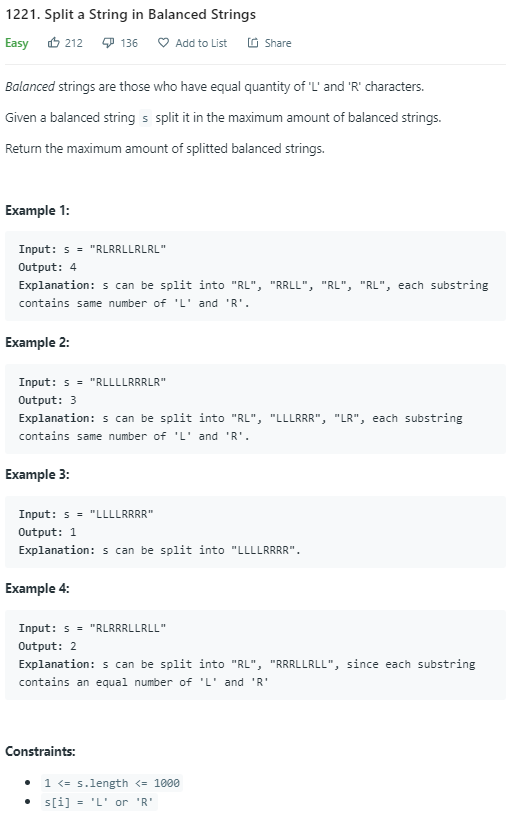 1221. Split a String in Balanced Strings
Easy 212 136 Add to List Share
Balanced strings are those who have equal quantity of 'L' and 'R' characters.
Given a balanced string s split it in the maximum amount of balanced strings.
Return the maximum amount of splitted balanced strings.
Example 1:
Input: s = "RLRRLLRLRL"
Output: 4
Explanation: s can be split into "RL", "RRLL", "RL", "RL", each substring
contains same number of 'L' and 'R'.
Example 2:
Input: s = "RLLLLRRRLR"
Output: 3
Explanation: s can be split into "RL", "LLLRRR", "LR", each substring
contains same number of 'L' and 'R'.
Example 3:
Input: s = "LLLLRRRR"
Output: 1
Explanation: s can be split into "LLLLRRRR".
Example 4:
Input: s = "RLRRRLLRLL"
Output: 2
Explanation: s can be split into "RL", "RRRLLRLL", since each substring
contains an equal number of 'L' and 'R'
Constraints:
• 1 <= s.length <= 1000
• s[i] = 'L' or 'R'